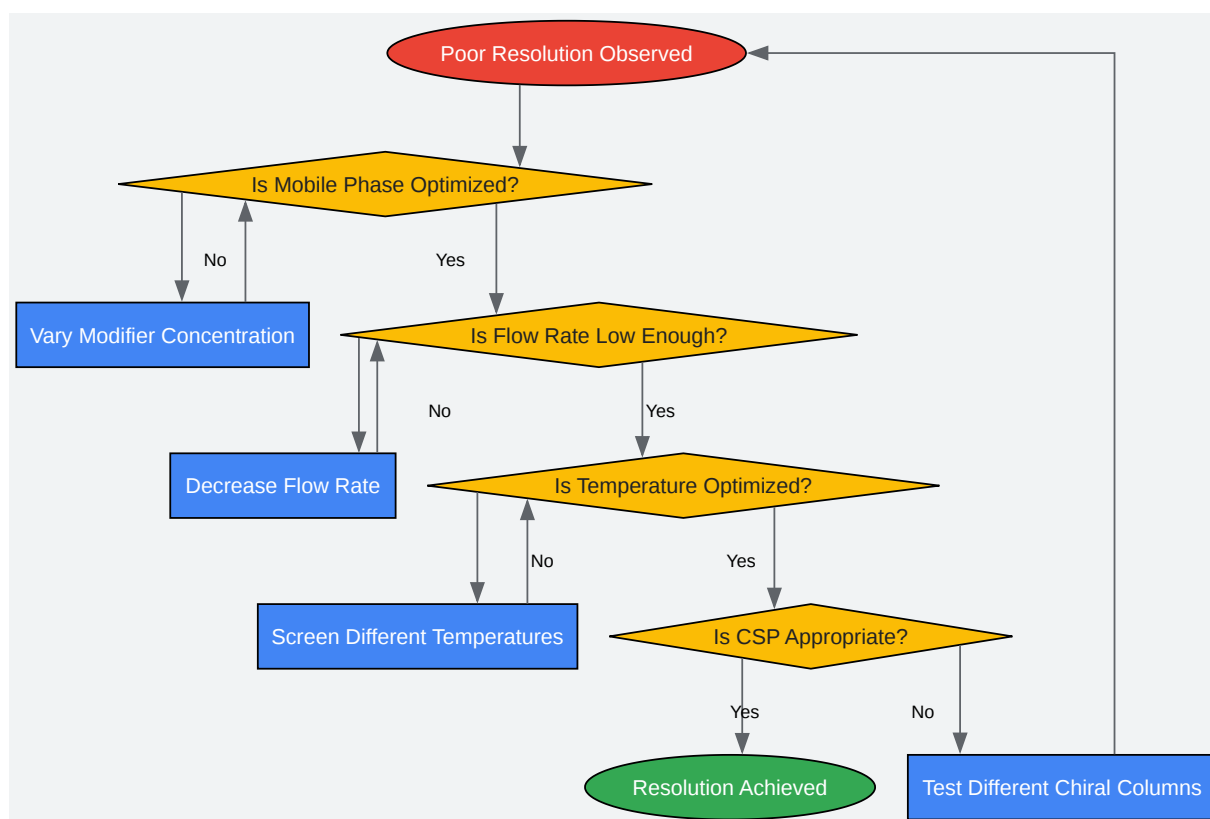 Poor Resolution Observed
Is Mobile Phase Optimized?
No
Yes
Vary Modifier Concentration
Is Flow Rate Low Enough?
No
Yes
Decrease Flow Rate
Is Temperature Optimized?
No
Yes
Screen Different Temperatures
Is CSP Appropriate?
Yes
No
Resolution Achieved
Test Different Chiral Columns